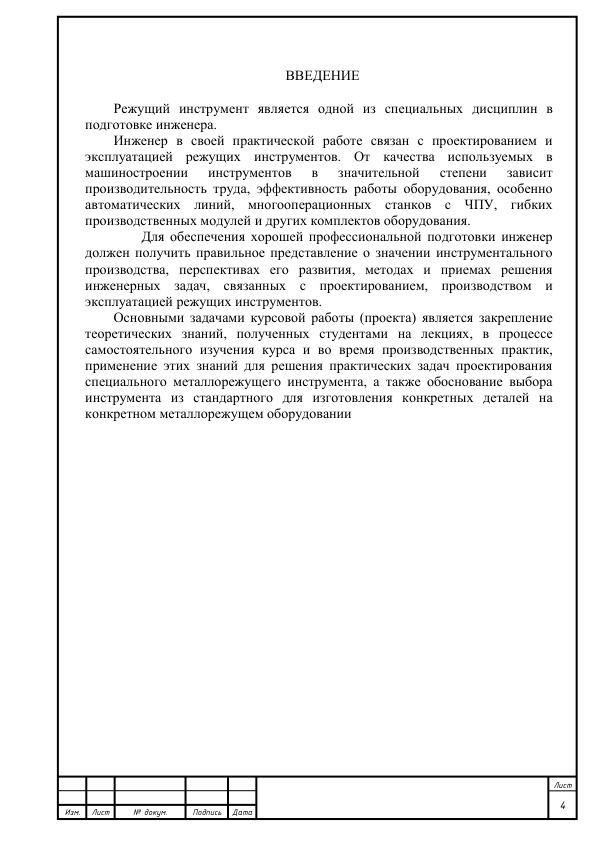 ВВЕДЕНИЕ
Режущий инструмент является одной из специальных дисциплин в
подготовке инженера.
Инженер в своей практической работе связан с проектированием и
эксплуатацией режущих инструментов. От качества используемых в
машиностроении инструментов в значительной степени зависит
производительность труда, эффективность работы оборудования, особенно
автоматических линий, многооперационных станков с ЧПУ, гибких
производственных модулей и других комплектов оборудования.
Для обеспечения хорошей профессиональной подготовки инженер
должен получить правильное представление о значении инструментального
производства, перспективах его развития, методах и приемах решения
инженерных задач, связанных с проектированием, производством и
эксплуатацией режущих инструментов.
Основными задачами курсовой работы (проекта) является закрепление
теоретических знаний, полученных студентами на лекциях, в процессе
самостоятельного изучения курса и во время производственных практик,
применение этих знаний для решения практических задач проектирования
специального металлорежущего инструмента, а также обоснование выбора
инструмента из стандартного для изготовления конкретных деталей на
конкретном металлорежущем оборудовании
Лист
4
Изм. Лист № докум. Подпись Дата